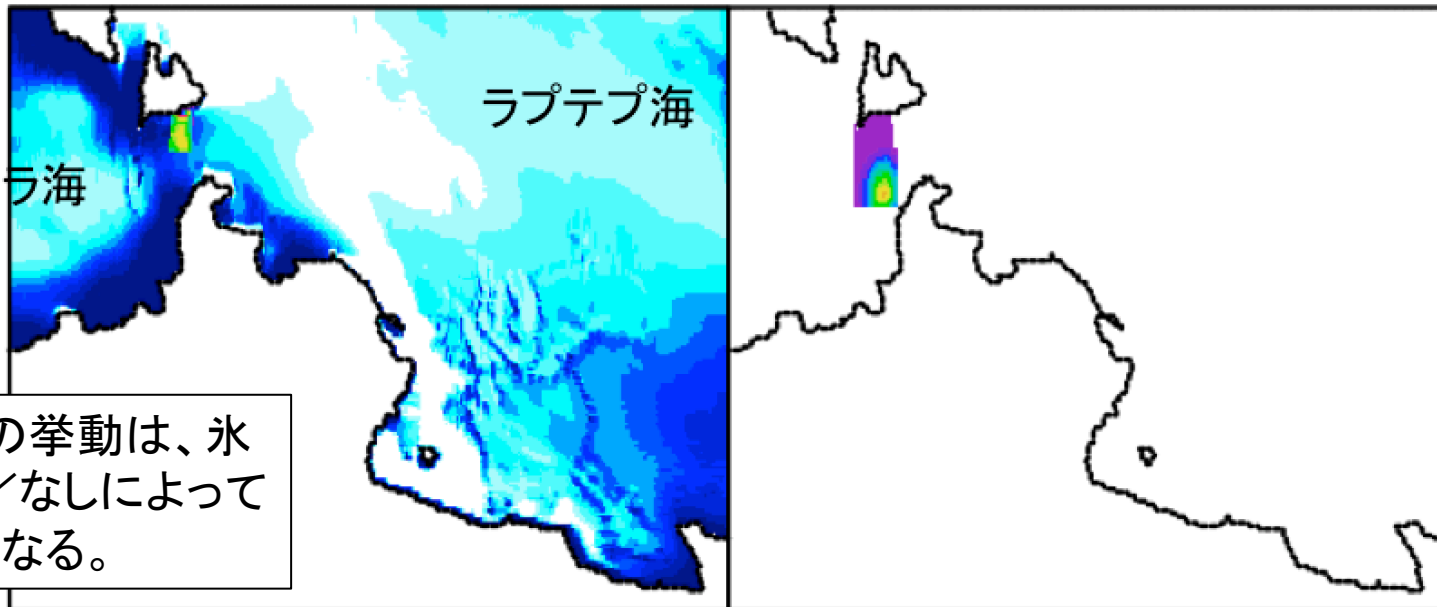 ラプテプ海
ラ海
の挙動は、氷
／なしによって
なる。